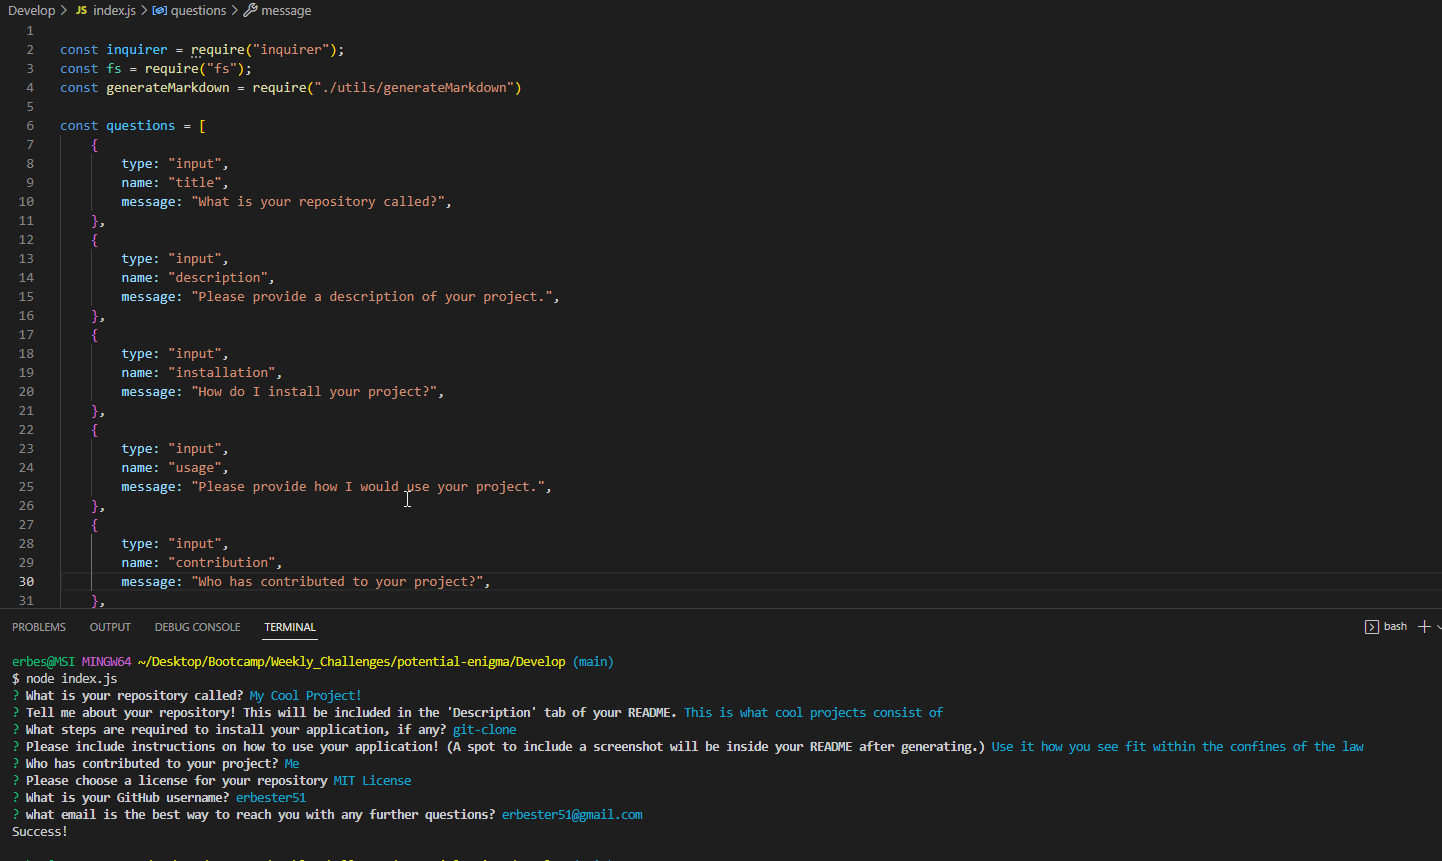 Develop > JS index.js > questions > message
1
2 const inquirer = require("inquirer");
3 const fs = require("fs");
4 const generateMarkdown = require("./utils/generateMarkdown")
5
6 const questions = [
7 {
8 type: "input",
9 name: "title",
10 message: "What is your repository called?",
11 },
12 {
13 type: "input",
14 name: "description",
15 message: "Please provide a description of your project.",
16 },
17 {
18 type: "input",
19 name: "installation",
20 message: "How do I install your project?",
21 },
22 {
23 type: "input",
24 name: "usage",
25 message: "Please provide how I would use your project.",
26 },
27 {
28 type: "input",
29 name: "contribution",
30 message: "Who has contributed to your project?",
31 },
PROBLEMS OUTPUT DEBUG CONSOLE TERMINAL bash
erbes@MSI MINGW64 ~/Desktop/Bootcamp/Weekly_Challenges/potential-enigma/Develop (main)
$ node index.js
? What is your repository called? My Cool Project!
? Tell me about your repository! This will be included in the 'Description' tab of your README. This is what cool projects consist of
? What steps are required to install your application, if any? git-clone
? Please include instructions on how to use your application! (A spot to include a screenshot will be inside your README after generating.) Use it how you see fit within the confines of the law
? Who has contributed to your project? Me
? Please choose a license for your repository MIT License
? What is your GitHub username? erbester51
? what email is the best way to reach you with any further questions? erbester51@gmail.com
Success!